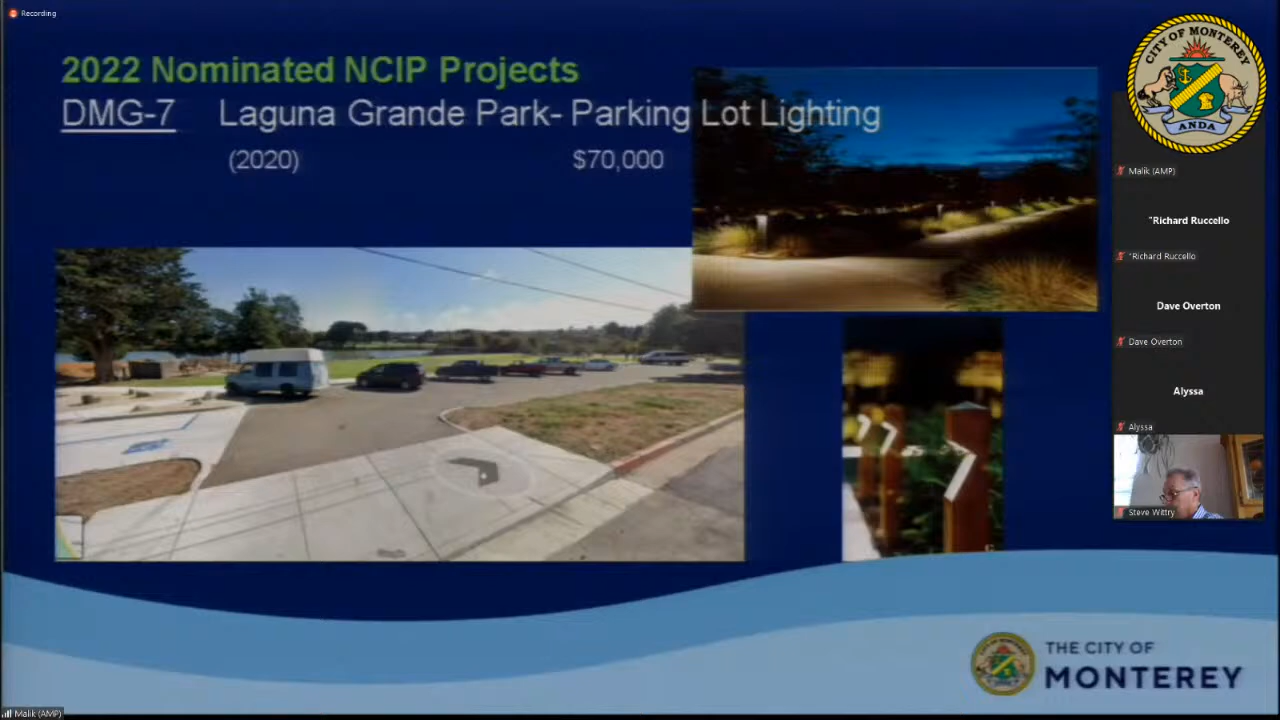 Recording
2022 Nominated NCIP Projects
DMG-7 Laguna Grande Park- Parking Lot Lighting
(2020) $70,000
CITY OF MONTEREY
ANDA
Malik (AMP)
"Richard Ruccello
"Richard Ruccello
Dave Overton
Dave Overton
Alyssa
Alyssa
Steve Wittry
THE CITY OF
MONTEREY
Malik (AMP)